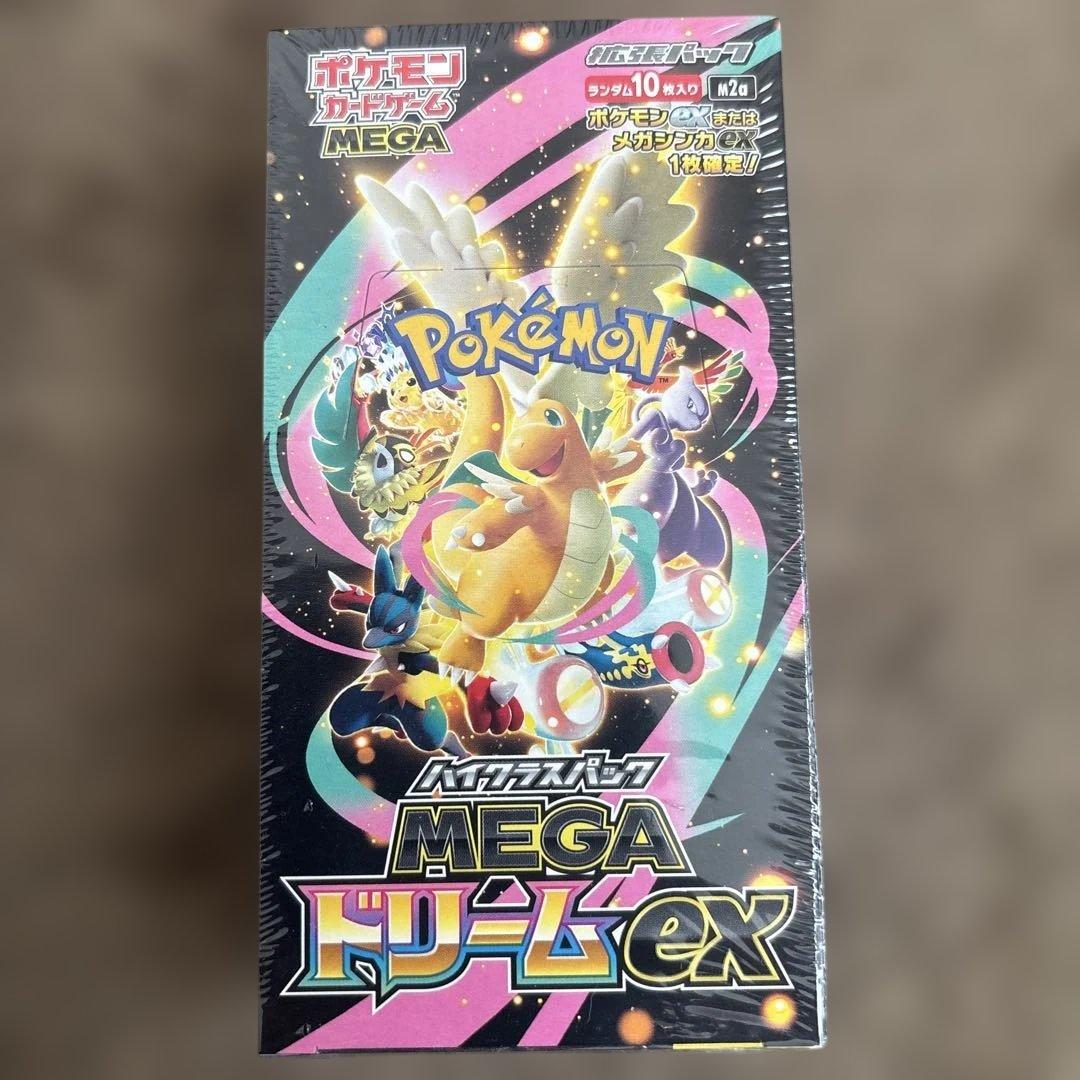 ポケモン
カードゲーム
MEGA
拡張パック
ランダム10枚入り M2a
ポケモンexまたは
メガシンカex
1枚確定!
POKéMON
TM
ハイクラスパック
MEGA
ドリームex